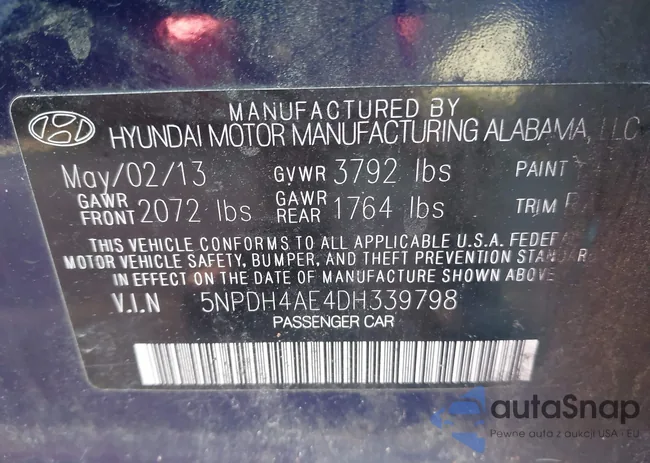 MANUFACTURED BY
HYUNDAI MOTOR MANUFACTURING ALABAMA, LLC
May/02/13 GVWR 3792 lbs PAINT
GAWR FRONT 2072 lbs GAWR REAR 1764 lbs TRIM
THIS VEHICLE CONFORMS TO ALL APPLICABLE U.S.A. FEDERA
MOTOR VEHICLE SAFETY, BUMPER, AND THEFT PREVENTION STANDAR
IN EFFECT ON THE DATE OF MANUFACTURE SHOWN ABOVE
V.I.N 5NPDH4AE4DH339798
PASSENGER CAR
autaSnap
Pewne auta z aukcji USA i EU